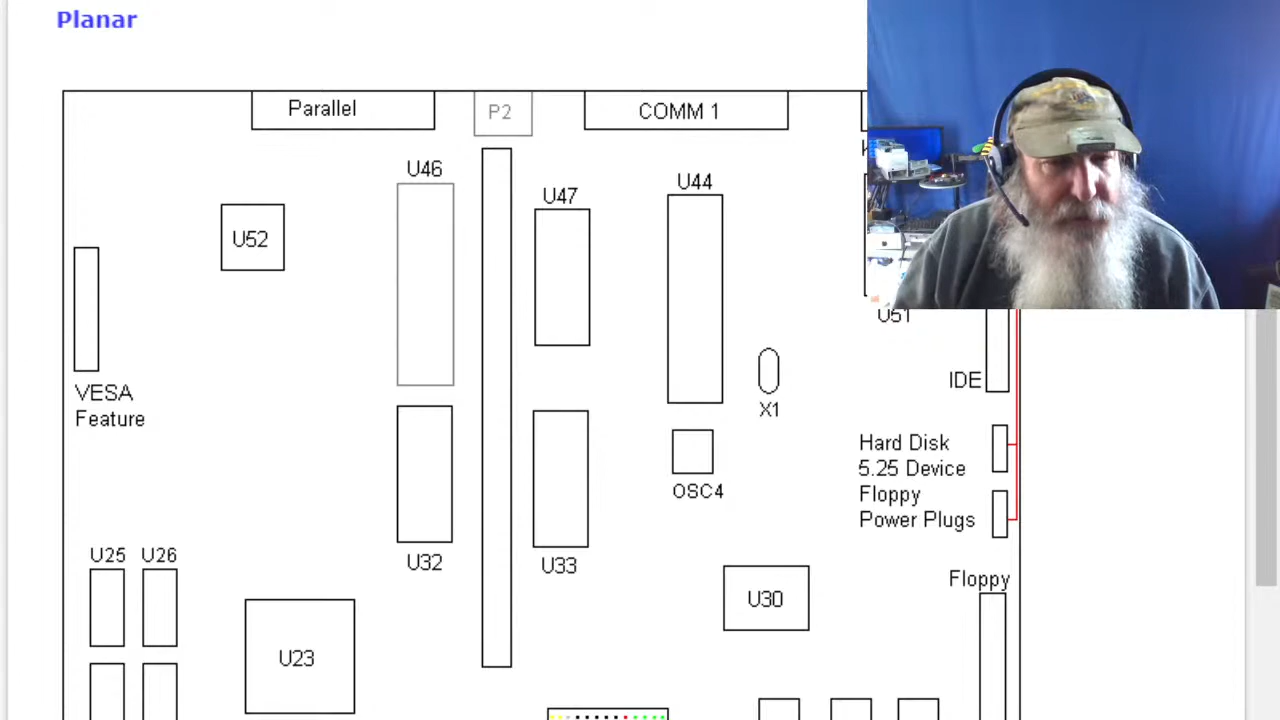 Planar
Parallel
P2
COMM 1
U46
U47
U44
U52
U51
VESA
Feature
X1
IDE
OSC4
Hard Disk
5.25 Device
Floppy
Power Plugs
U32
U33
U25 U26
Floppy
U30
U23